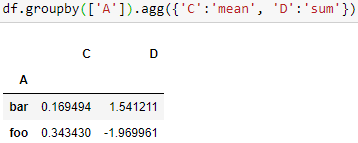 df.groupby(['A']).agg({'C':'mean', 'D':'sum'})
C D
A
bar 0.169494 1.541211
foo 0.343430 -1.969961